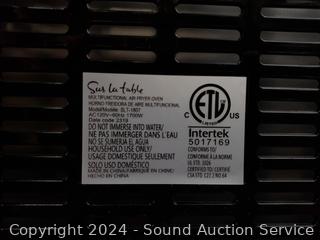 Sur la table
MULTIFUNCTIONAL AIR FRYER OVEN
HORNO FREIDORA DE AIRE MULTIFUNCIONAL
Model/Modelo: SLT-1807
AC120V~60Hz 1700W
Date code: 2319
DO NOT IMMERSE INTO WATER/
NE PAS IMMERGER DANS L'EAU
NO SUMERJA EL AGUA
HOUSEHOLD USE ONLY/
USAGE DOMESTIQUE SEULEMENT
SOLO USO DOMÉSTICO
MADE IN CHINA/FABRIQUÉ EN CHINE/
HECHO EN CHINA
C ETL US
LISTED
Intertek
5017169
CONFORMS TO/
CONFORME À LA NORME
UL STD. 1026
CERTIFIED TO/ CERTIFIÉ
CSA STD C22.2 NO.64
Copyright 2024 - Sound Auction Service